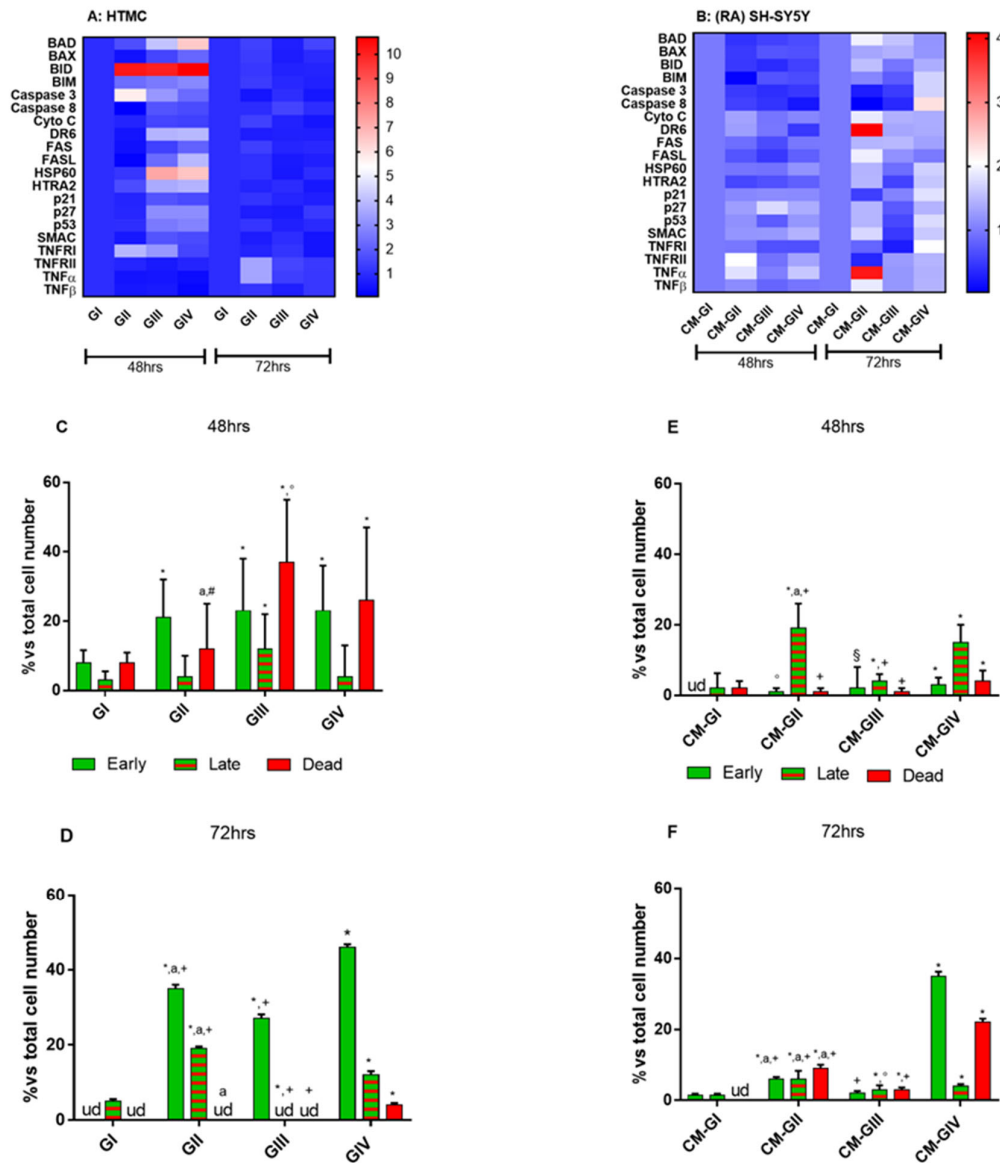 A: HTMC
BAD
BAX
BID
BIM
Caspase 3
Caspase 8
Cyto C
DR6
FAS
FASL
HSP60
HTRA2
p21
p27
p53
SMAC
TNFRI
TNFRII
TNFα
TNFβ
10
9
8
7
6
5
4
3
2
1
GI GII GIII GIV GI GII GIII GIV
48hrs 72hrs
B: (RA) SH-SY5Y
BAD
BAX
BID
BIM
Caspase 3
Caspase 8
Cyto C
DR6
FAS
FASL
HSP60
HTRA2
p21
p27
p53
SMAC
TNFRI
TNFRII
TNFα
TNFβ
4
3
2
1
CM-GI CM-GII CM-GIII CM-GIV CM-GI CM-GII CM-GIII CM-GIV
48hrs 72hrs
C 48hrs
% vs total cell number
60
40
20
0
* a,# * * *,° * *
GI GII GIII GIV
Early Late Dead
E 48hrs
% vs total cell number
60
40
20
0
ud ° *,a,+ + § *,+ + * * *
CM-GI CM-GII CM-GIII CM-GIV
Early Late Dead
D 72hrs
% vs total cell number
60
40
20
0
ud ud *,a,+ *,a,+ a ud *,+ *,+ ud + ud * * *
GI GII GIII GIV
F 72hrs
% vs total cell number
60
40
20
0
ud *,a,+ *,a,+ *,a,+ + *,° *,+ * * *
CM-GI CM-GII CM-GIII CM-GIV